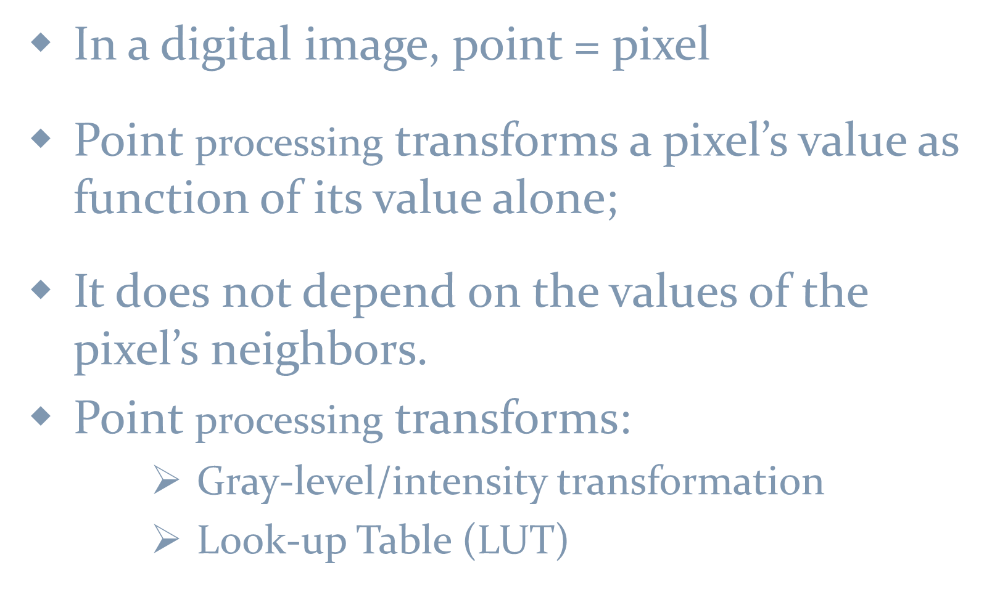 ◆ In a digital image, point = pixel
◆ Point processing transforms a pixel’s value as
function of its value alone;
◆ It does not depend on the values of the
pixel’s neighbors.
◆ Point processing transforms:
➢ Gray-level/intensity transformation
➢ Look-up Table (LUT)